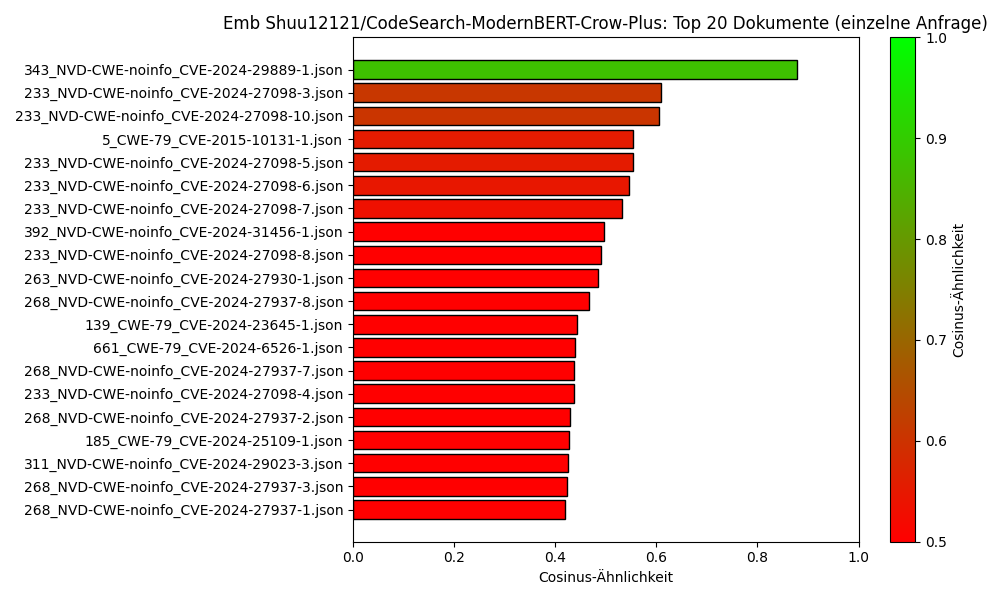 Emb Shuu12121/CodeSearch-ModernBERT-Crow-Plus: Top 20 Dokumente (einzelne Anfrage)
343_NVD-CWE-noinfo_CVE-2024-29889-1.json
233_NVD-CWE-noinfo_CVE-2024-27098-3.json
233_NVD-CWE-noinfo_CVE-2024-27098-10.json
5_CWE-79_CVE-2015-10131-1.json
233_NVD-CWE-noinfo_CVE-2024-27098-5.json
233_NVD-CWE-noinfo_CVE-2024-27098-6.json
233_NVD-CWE-noinfo_CVE-2024-27098-7.json
392_NVD-CWE-noinfo_CVE-2024-31456-1.json
233_NVD-CWE-noinfo_CVE-2024-27098-8.json
263_NVD-CWE-noinfo_CVE-2024-27930-1.json
268_NVD-CWE-noinfo_CVE-2024-27937-8.json
139_CWE-79_CVE-2024-23645-1.json
661_CWE-79_CVE-2024-6526-1.json
268_NVD-CWE-noinfo_CVE-2024-27937-7.json
233_NVD-CWE-noinfo_CVE-2024-27098-4.json
268_NVD-CWE-noinfo_CVE-2024-27937-2.json
185_CWE-79_CVE-2024-25109-1.json
311_NVD-CWE-noinfo_CVE-2024-29023-3.json
268_NVD-CWE-noinfo_CVE-2024-27937-3.json
268_NVD-CWE-noinfo_CVE-2024-27937-1.json
0.0 0.2 0.4 0.6 0.8 1.0
Cosinus-Ähnlichkeit
1.0
0.9
0.8
0.7
0.6
0.5
Cosinus-Ähnlichkeit